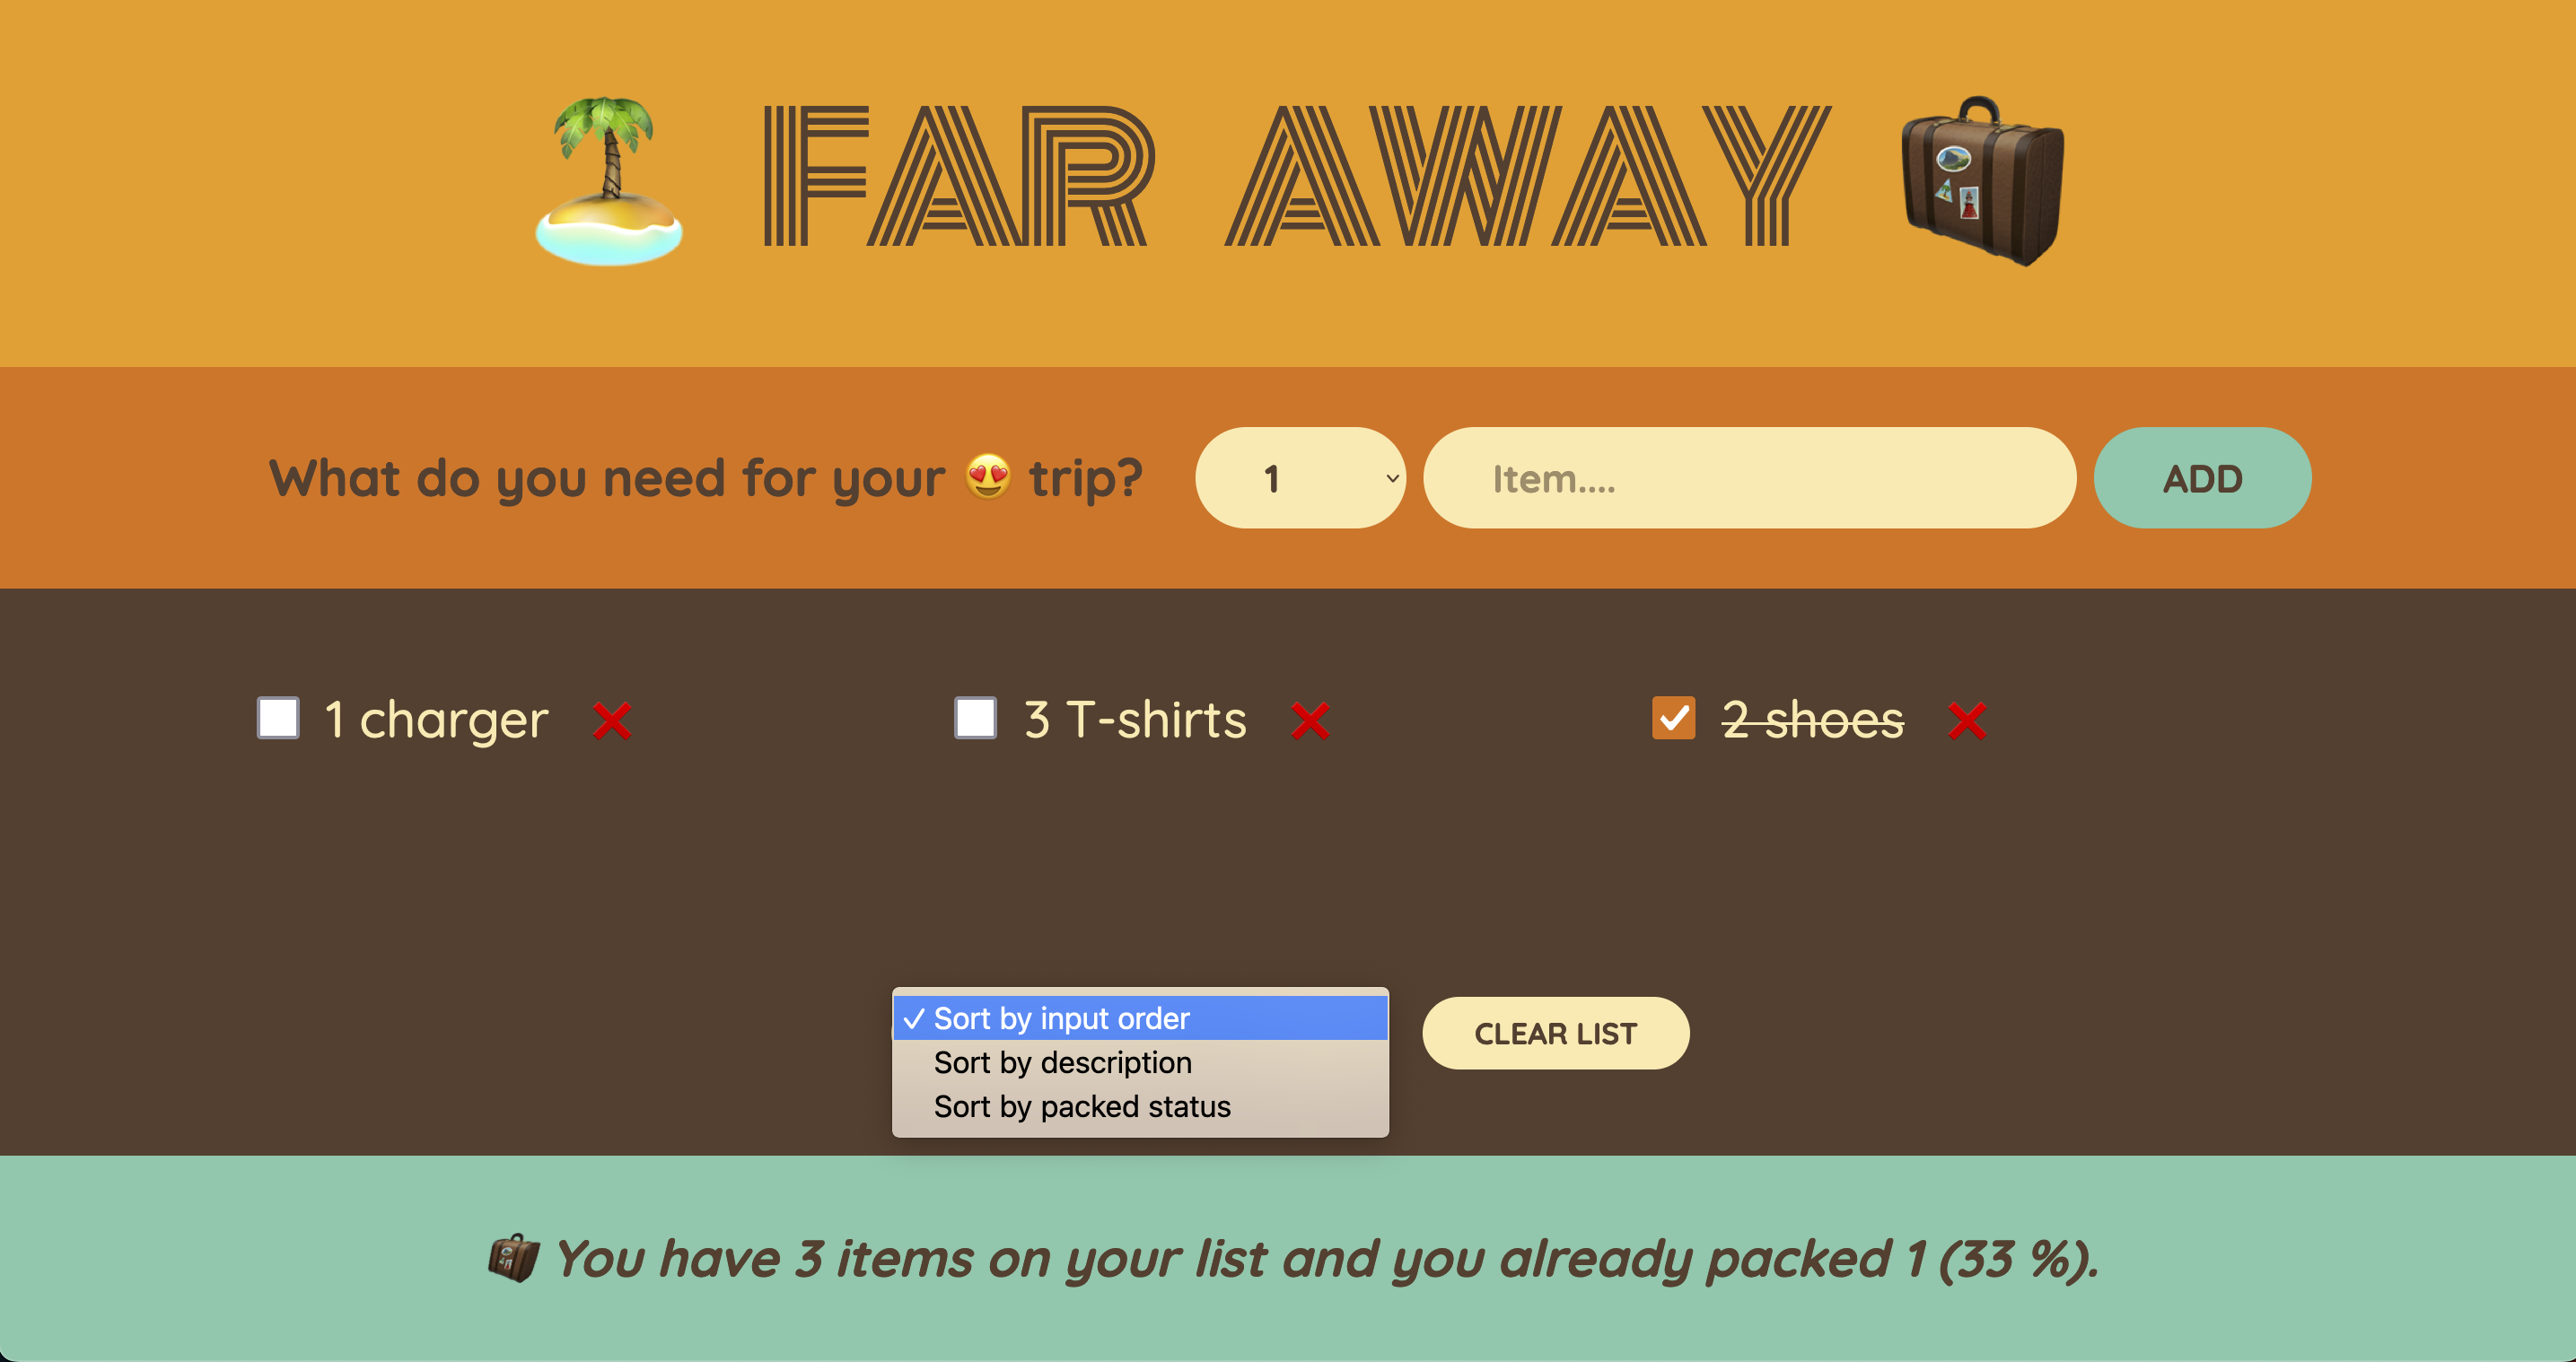 🏝️ FAR AWAY 🧳
What do you need for your 😍 trip? 1 Item.... ADD
1 charger ❌ 3 T-shirts ❌ 2 shoes ❌
Sort by input order
CLEAR LIST
Sort by description
Sort by packed status
🧳 You have 3 items on your list and you already packed 1 (33 %).